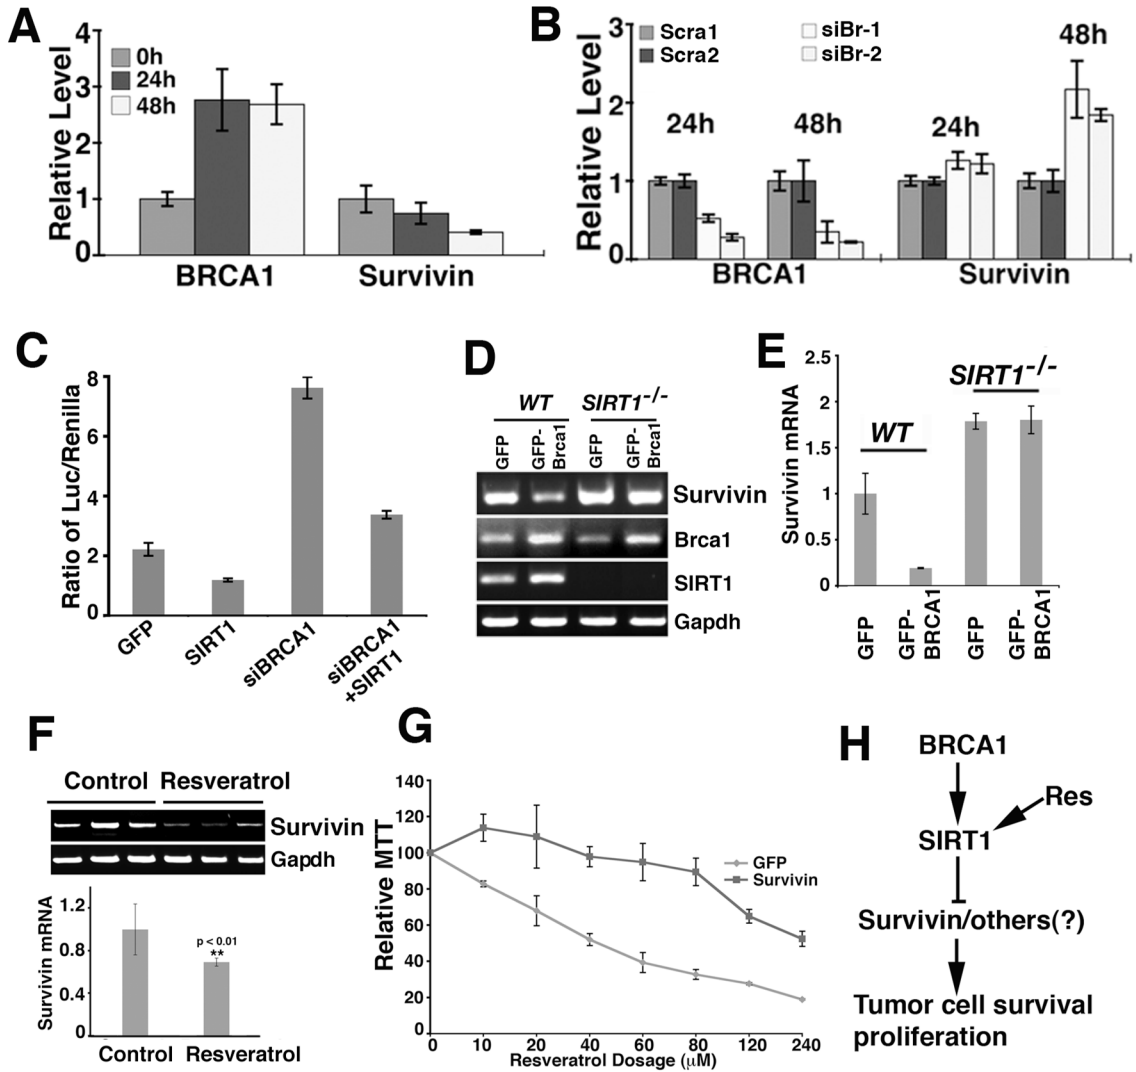 A
Relative Level
4
3
2
1
0
0h
24h
48h
BRCA1
Survivin
B
Relative Level
3
2
1
0
Scra1
Scra2
siBr-1
siBr-2
24h
48h
24h
48h
BRCA1
Survivin
C
Ratio of Luc/Renilla
8
6
4
2
0
GFP
SIRT1
siBRCA1
siBRCA1
+SIRT1
D
WT
SIRT1-/-
GFP
GFP-
Brca1
GFP
GFP-
Brca1
Survivin
Brca1
SIRT1
Gapdh
E
Survivin mRNA
2.5
2
1.5
1
0.5
0
WT
SIRT1-/-
GFP
GFP-
BRCA1
GFP
GFP-
BRCA1
F
Control
Resveratrol
Survivin
Gapdh
Survivin mRNA
1.2
0.8
0.4
0
p < 0.01
**
Control
Resveratrol
G
Relative MTT
140
120
100
80
60
40
20
0
GFP
Survivin
0 10 20 40 60 80 120 240
Resveratrol Dosage (μM)
H
BRCA1
Res
SIRT1
Survivin/others(?)
Tumor cell survival
proliferation